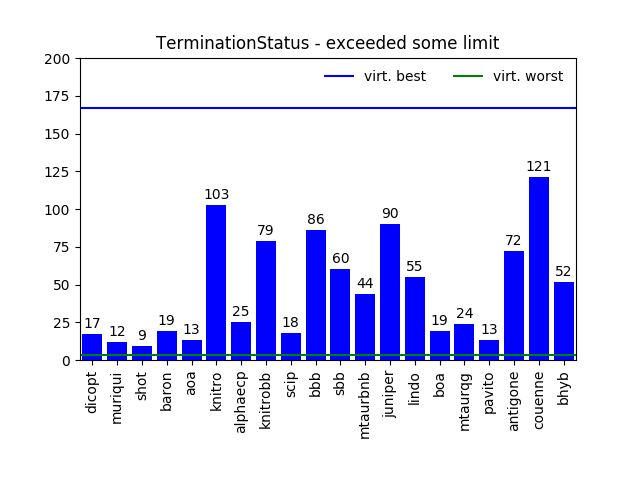 TerminationStatus - exceeded some limit
virt. best virt. worst
200
175
150
125
100
75
50
25
0
17 12 9 19 13 103 25 79 18 86 60 44 90 55 19 24 13 72 121 52
dicopt muriqui shot baron aoa knitro alphaecp knitrobb scip bbb sbb mtaurbnb juniper lindo boa mtaurqg pavito antigone couenne bhyb